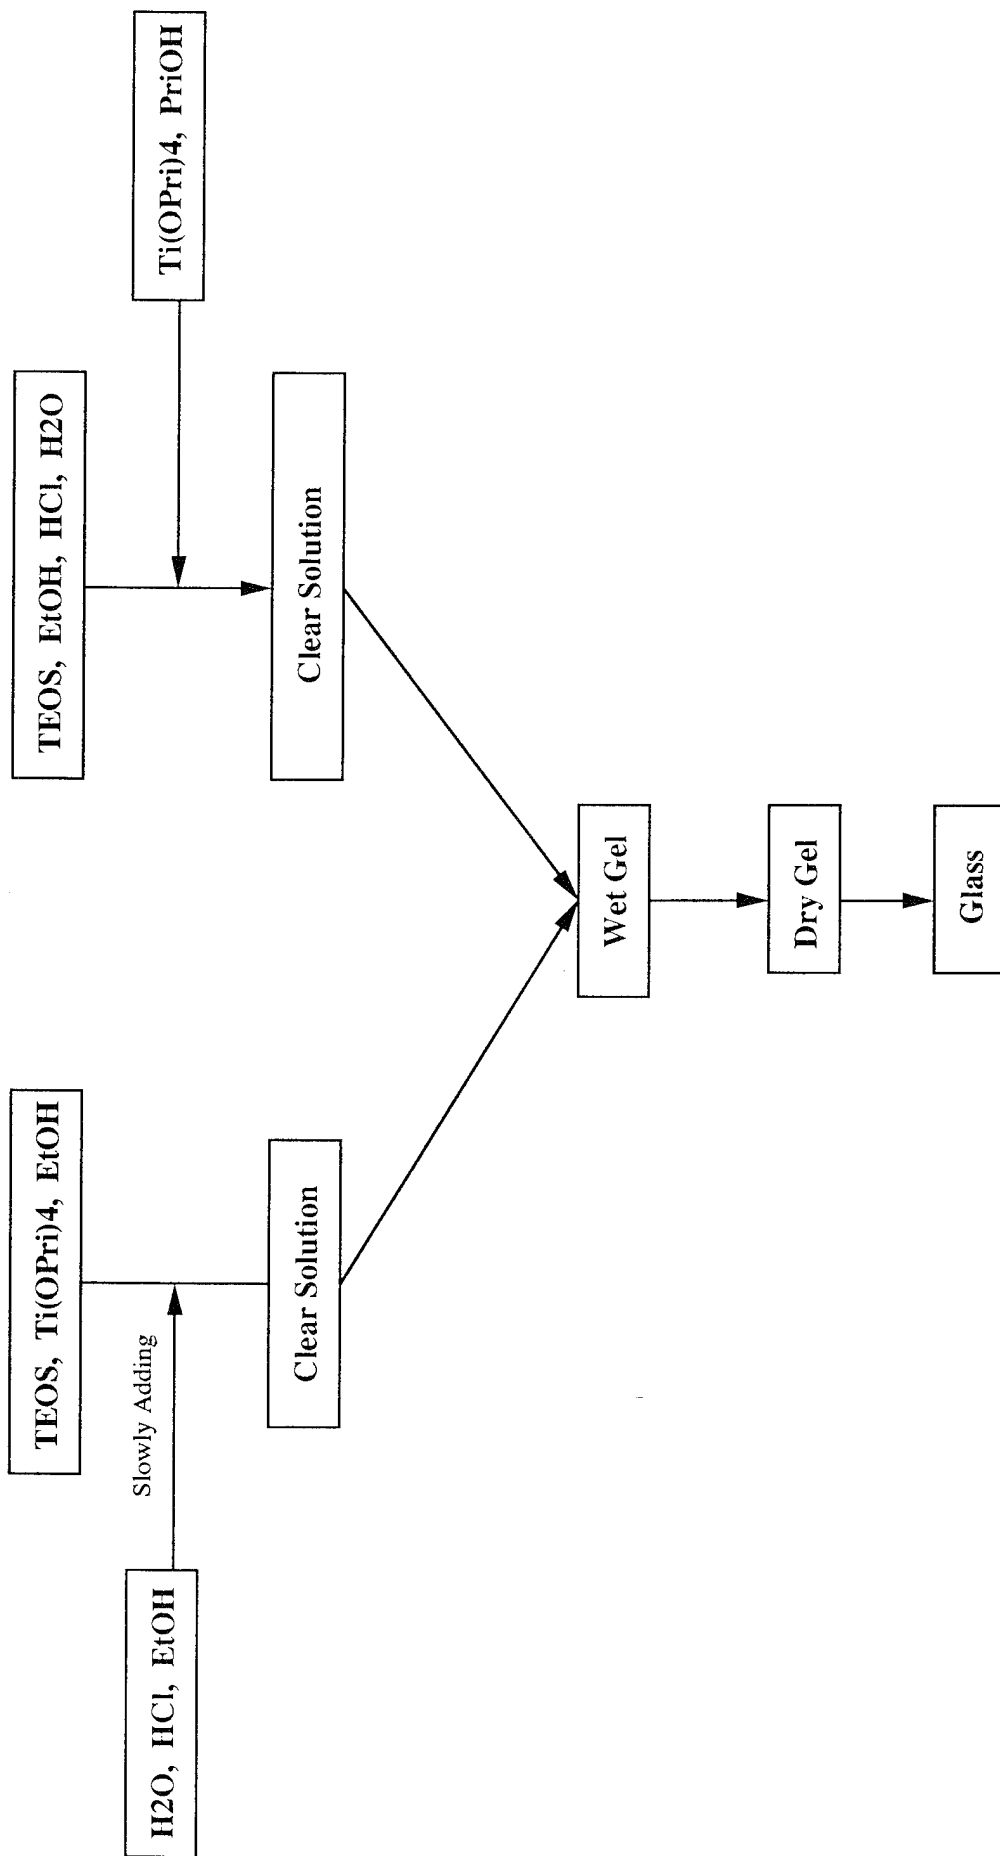 TEOS, Ti(OPri)4, EtOH
TEOS, EtOH, HCl, H2O
H2O, HCl, EtOH
Slowly Adding
Ti(OPri)4, PriOH
Clear Solution
Clear Solution
Wet Gel
Dry Gel
Glass